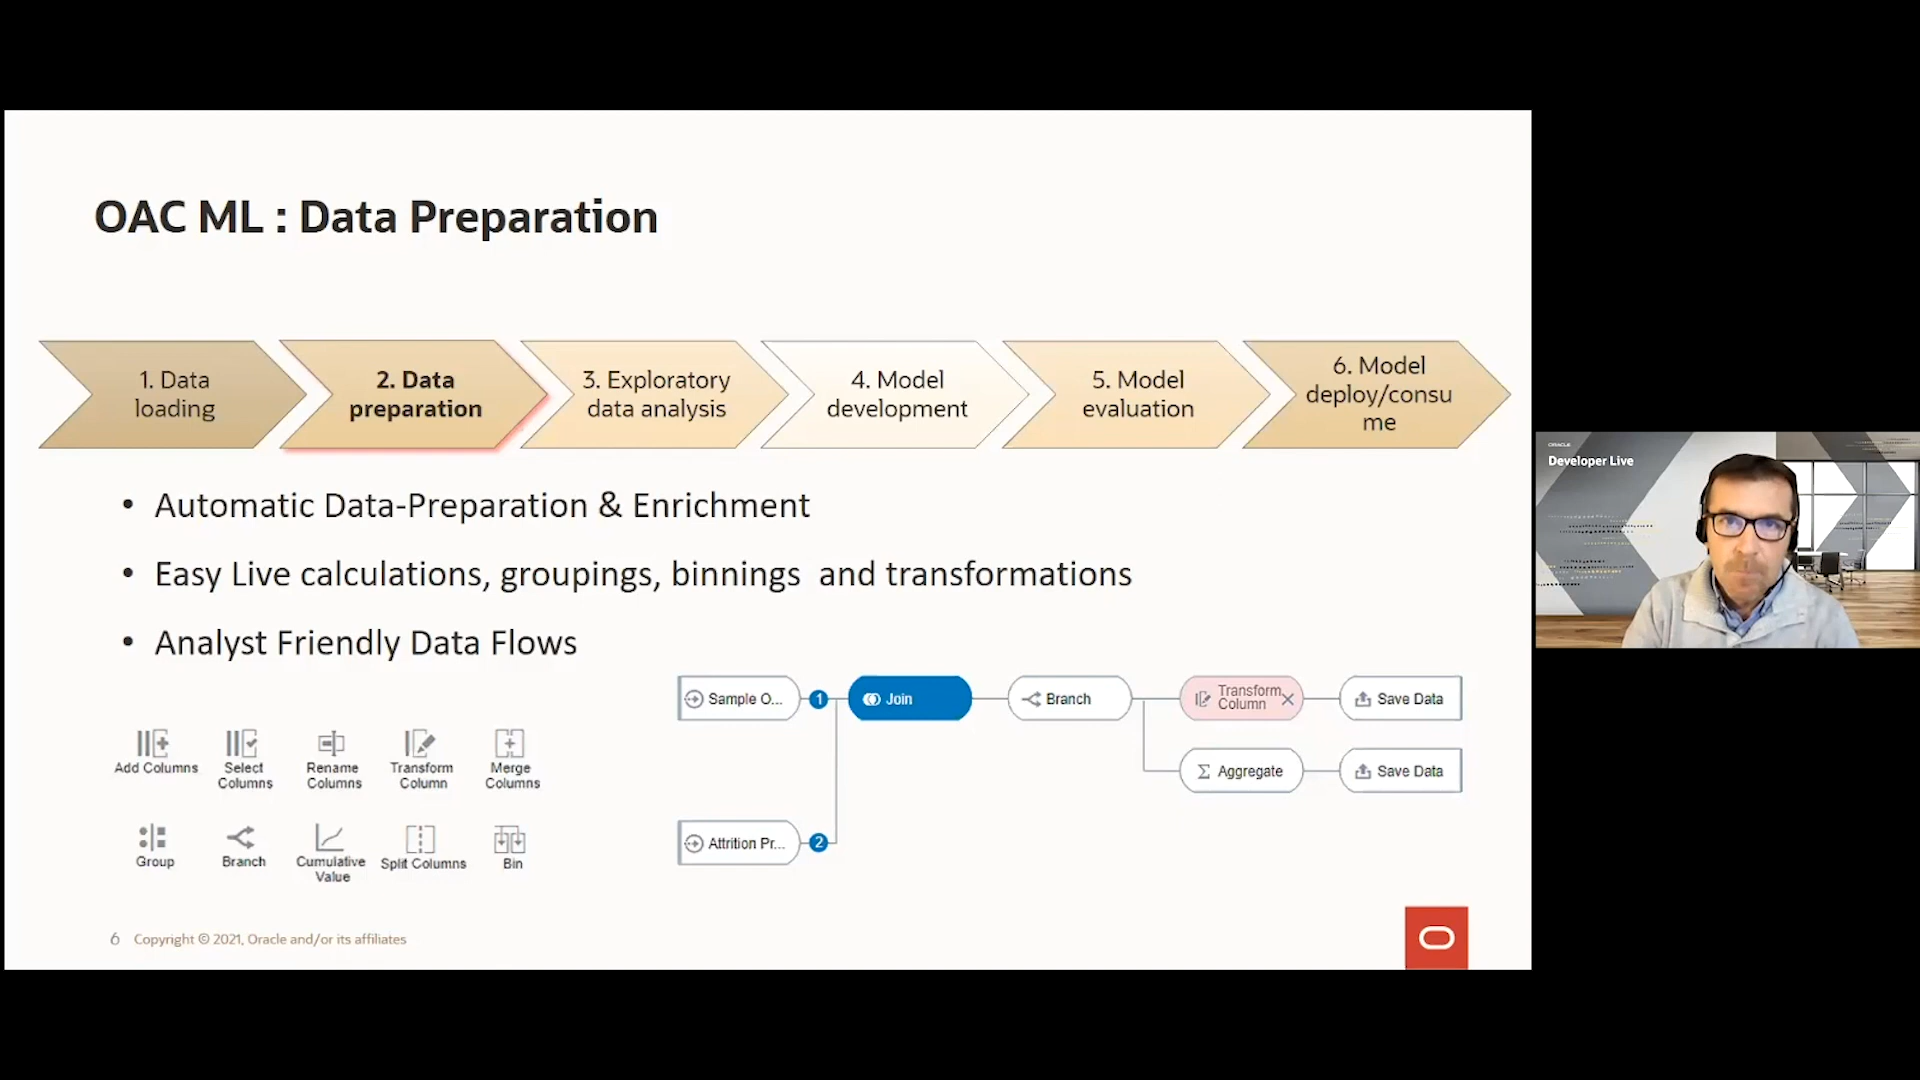 OAC ML : Data Preparation
1. Data
loading
2. Data
preparation
3. Exploratory
data analysis
4. Model
development
5. Model
evaluation
6. Model
deploy/consu
me
• Automatic Data-Preparation & Enrichment
• Easy Live calculations, groupings, binnings and transformations
• Analyst Friendly Data Flows
Add Columns
Select
Columns
Rename
Columns
Transform
Column
Merge
Columns
Group
Branch
Cumulative
Value
Split Columns
Bin
Sample O...
1
Join
Branch
Transform
Column
Save Data
Aggregate
Save Data
Attrition Pr...
2
6 Copyright © 2021, Oracle and/or its affiliates
ORACLE
Developer Live